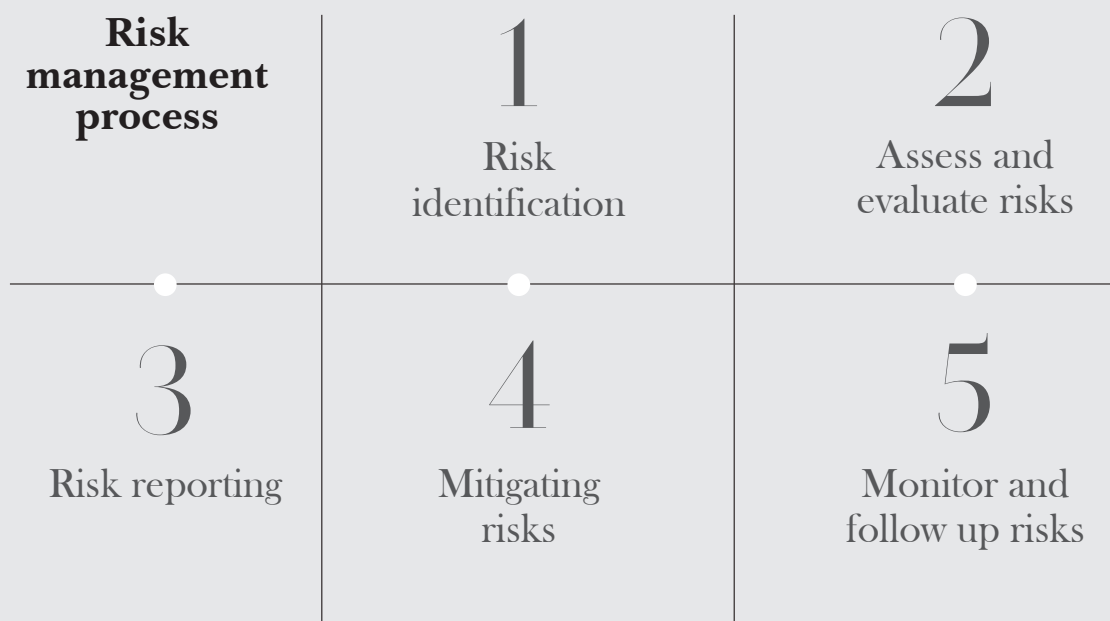 Risk
management
process
1
Risk
identification
2
Assess and
evaluate risks
3
Risk reporting
4
Mitigating
risks
5
Monitor and
follow up risks